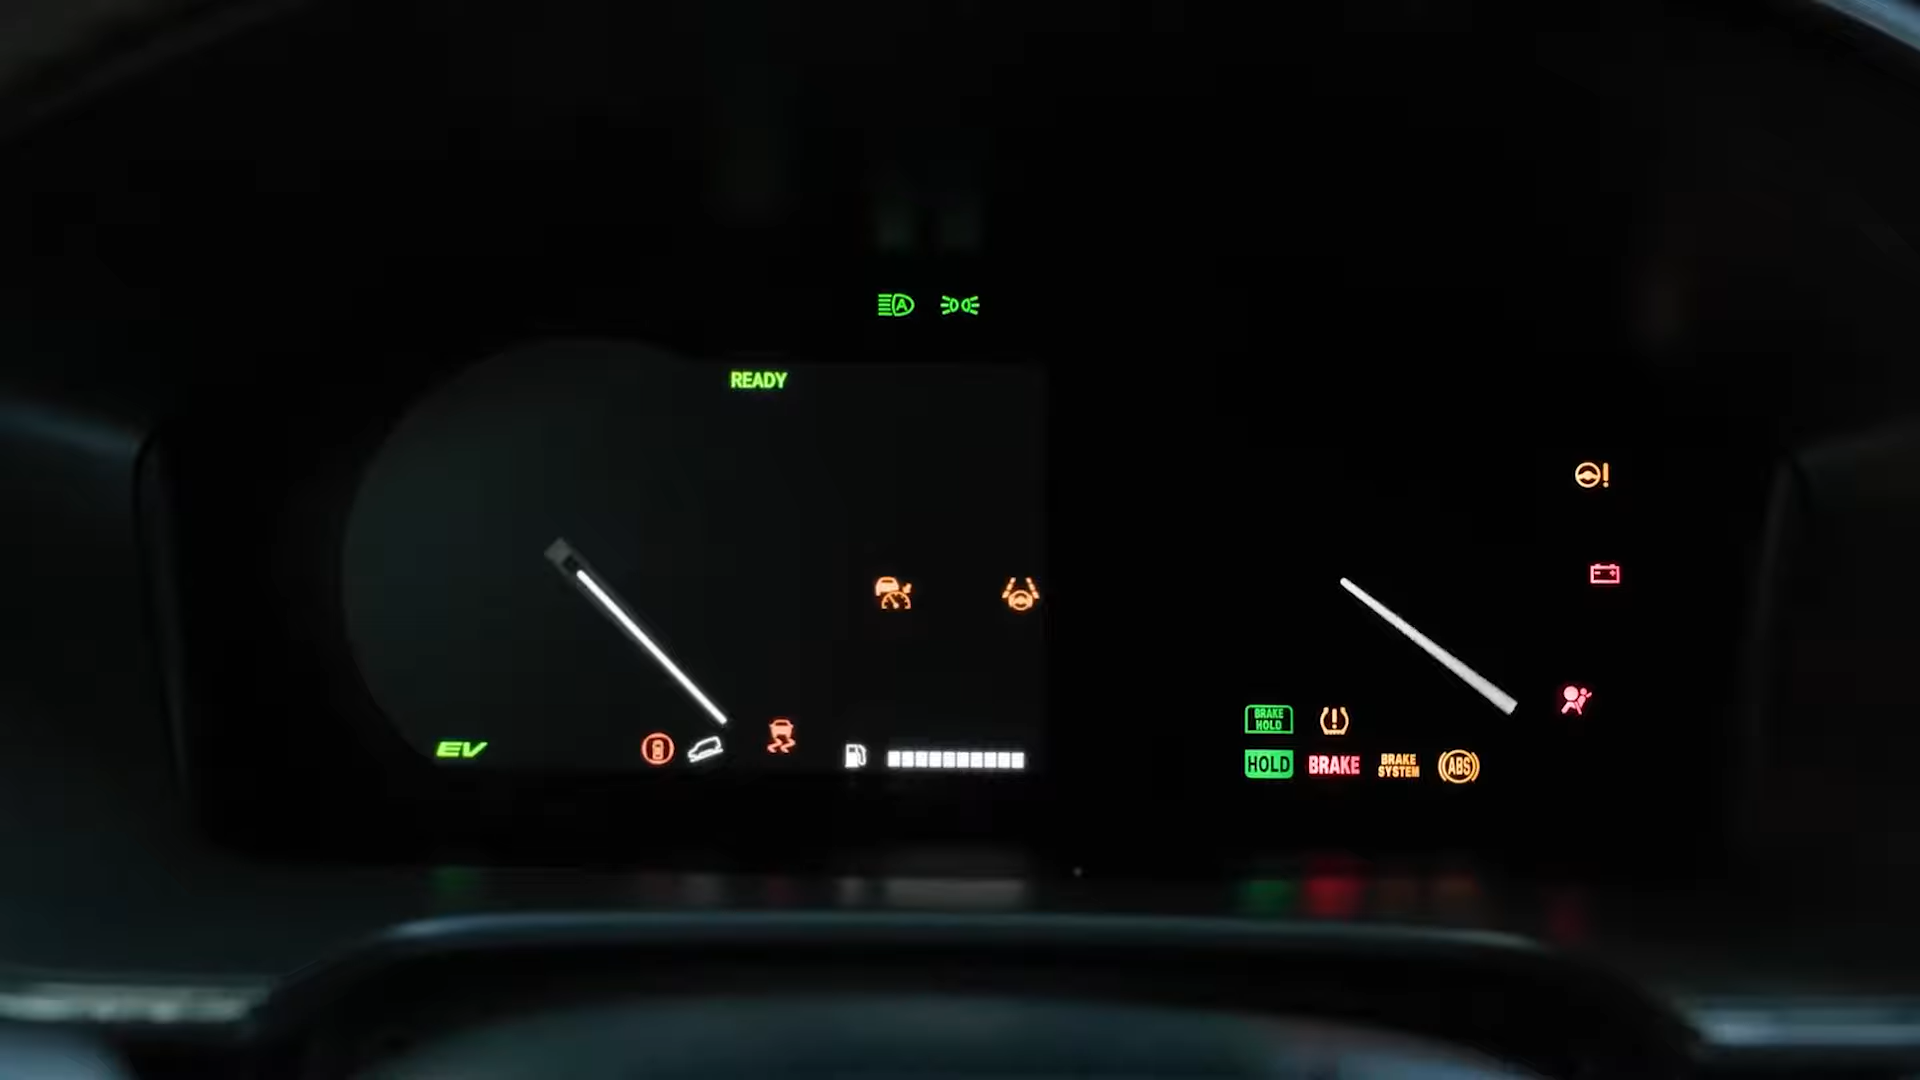 A
READY
EV
BRAKE
HOLD
HOLD
BRAKE
BRAKE
SYSTEM
ABS